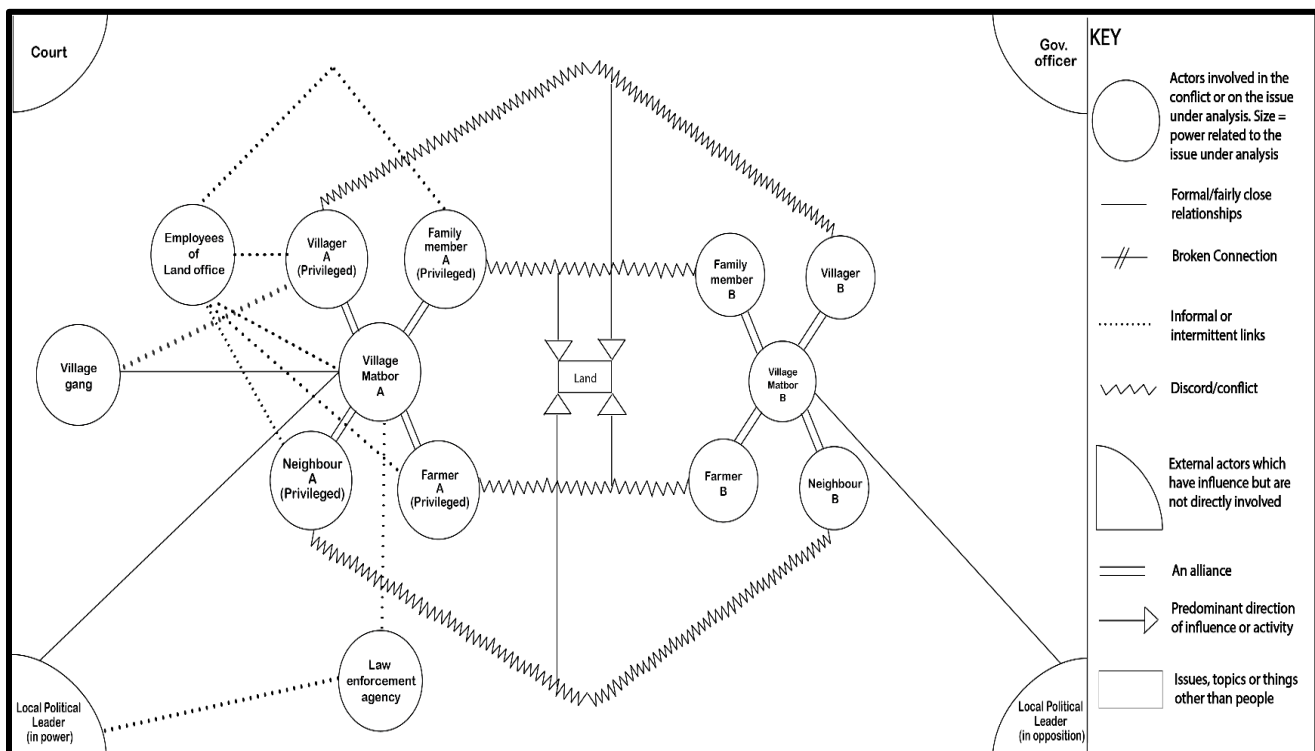 Court
Gov.
officer
Employees
of
Land office
Villager
A
(Privileged)
Family
member
A
(Privileged)
Family
member
B
Villager
B
Village
gang
Village
Matbor
A
Land
Village
Matbor
B
Neighbour
A
(Privileged)
Farmer
A
(Privileged)
Farmer
B
Neighbour
B
Law
enforcement
agency
Local Political
Leader
(in power)
Local Political
Leader
(in opposition)
KEY
Actors involved in the
conflict or on the issue
under analysis. Size =
power related to the
issue under analysis
Formal/fairly close
relationships
Broken Connection
Informal or
intermittent links
Discord/conflict
External actors which
have influence but are
not directly involved
An alliance
Predominant direction
of influence or activity
Issues, topics or things
other than people